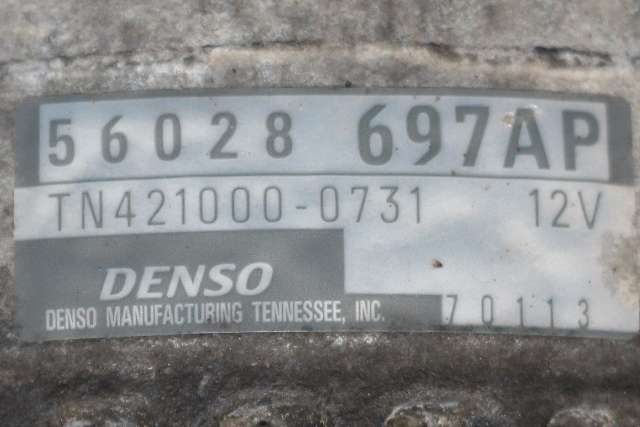 56028 697AP
TN421000-0731 12V
DENSO
DENSO MANUFACTURING TENNESSEE, INC. 70113